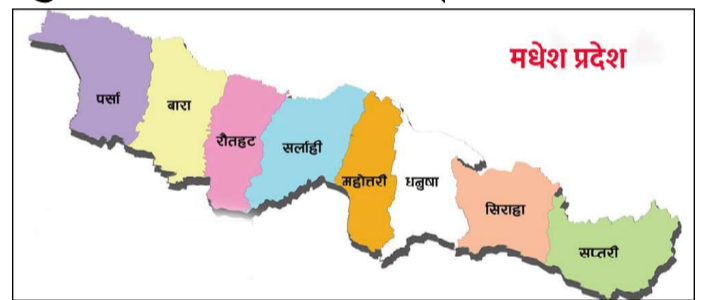 मधेश प्रदेश
पर्सा
बारा
रौतहट
सर्लाही
महोत्तरी
धनुषा
सिराहा
सप्तरी